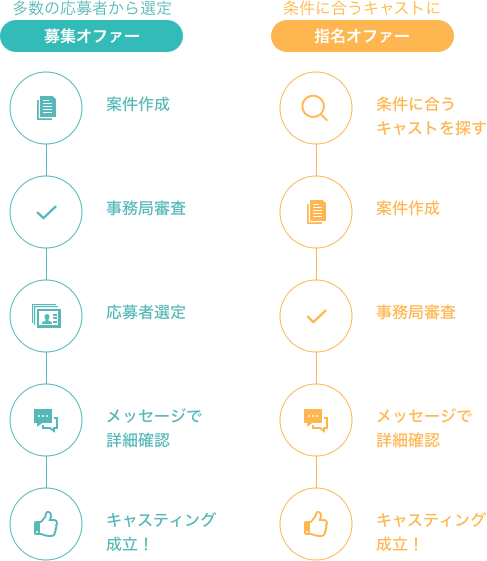 多数の応募者から選定
募集オファー
案件作成
事務局審査
応募者選定
メッセージで
詳細確認
キャスティング
成立！
条件に合うキャストに
指名オファー
条件に合う
キャストを探す
案件作成
事務局審査
メッセージで
詳細確認
キャスティング
成立！